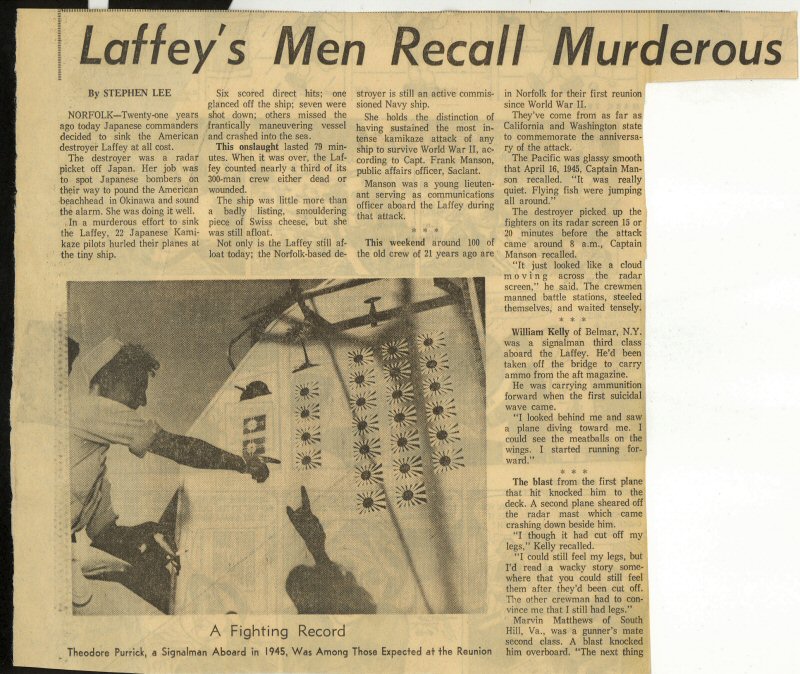 Laffey's Men Recall Murderous
By STEPHEN LEE
NORFOLK—Twenty-one years
ago today Japanese commanders
decided to sink the American
destroyer Laffey at all cost.
The destroyer was a radar
picket off Japan. Her job was
to spot Japanese bombers on
their way to pound the American
beachhead in Okinawa and sound
the alarm. She was doing it well.
In a murderous effort to sink
the Laffey, 22 Japanese Kami-
kaze pilots hurled their planes at
the tiny ship.
Six scored direct hits; one
glanced off the ship; seven were
shot down; others missed the
frantically maneuvering vessel
and crashed into the sea.
This onslaught lasted 79 min-
utes. When it was over, the Laf-
fey counted nearly a third of its
300-man crew either dead or
wounded.
The ship was little more than
a badly listing, smouldering
piece of Swiss cheese, but she
was still afloat.
Not only is the Laffey still af-
loat today; the Norfolk-based de-
stroyer is still an active commis-
sioned Navy ship.
She holds the distinction of
having sustained the most in-
tense kamikaze attack of any
ship to survive World War II, ac-
cording to Capt. Frank Manson,
public affairs officer, Saclant.
Manson was a young lieuten-
ant serving as communications
officer aboard the Laffey during
that attack.
* * *
This weekend around 100 of
the old crew of 21 years ago are
in Norfolk for their first reunion
since World War II.
They've come from as far as
California and Washington state
to commemorate the anniversa-
ry of the attack.
The Pacific was glassy smooth
that April 16, 1945, Captain Man-
son recalled. "It was really
quiet. Flying fish were jumping
all around."
The destroyer picked up the
fighters on its radar screen 15 or
20 minutes before the attack
came around 8 a.m., Captain
Manson recalled.
"It just looked like a cloud
moving across the radar
screen," he said. The crewmen
manned battle stations, steeled
themselves, and waited tensely.
* * *
William Kelly of Belmar, N.Y.
was a signalman third class
aboard the Laffey. He'd been
taken off the bridge to carry
ammo from the aft magazine.
He was carrying ammunition
forward when the first suicidal
wave came.
"I looked behind me and saw
a plane diving toward me. I
could see the meatballs on the
wings. I started running for-
ward."
* * *
The blast from the first plane
that hit knocked him to the
deck. A second plane sheared off
the radar mast which came
crashing down beside him.
"I though it had cut off my
legs," Kelly recalled.
"I could still feel my legs, but
I'd read a wacky story some-
where that you could still feel
them after they'd been cut off.
The other crewman had to con-
vince me that I still had legs."
Marvin Matthews of South
Hill, Va., was a gunner's mate
second class. A blast knocked
him overboard. "The next thing
A Fighting Record
Theodore Purrick, a Signalman Aboard in 1945, Was Among Those Expected at the Reunion